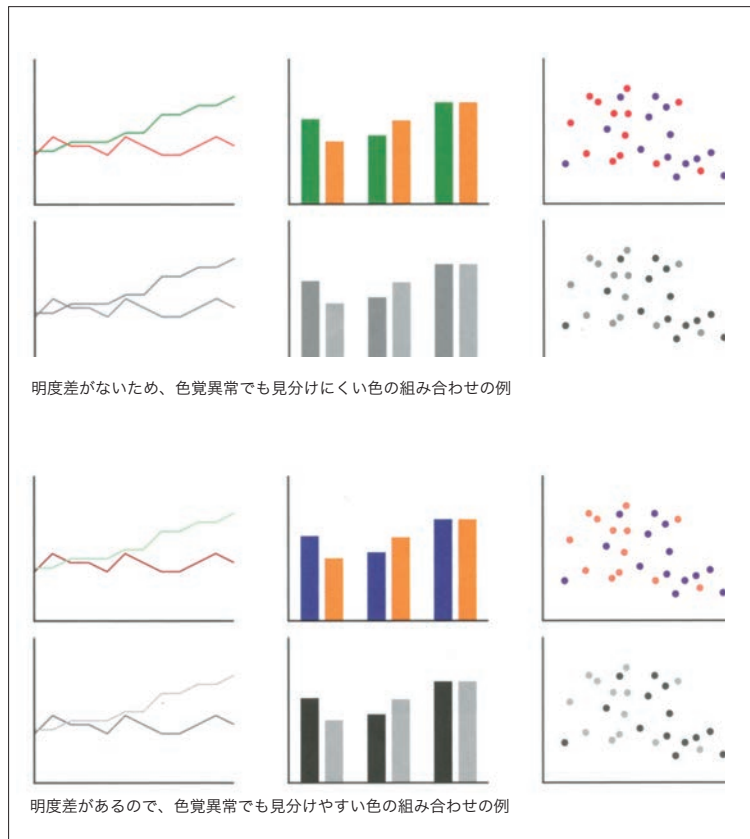 明度差がないため、色覚異常でも見分けにくい色の組み合わせの例
明度差があるので、色覚異常でも見分けやすい色の組み合わせの例